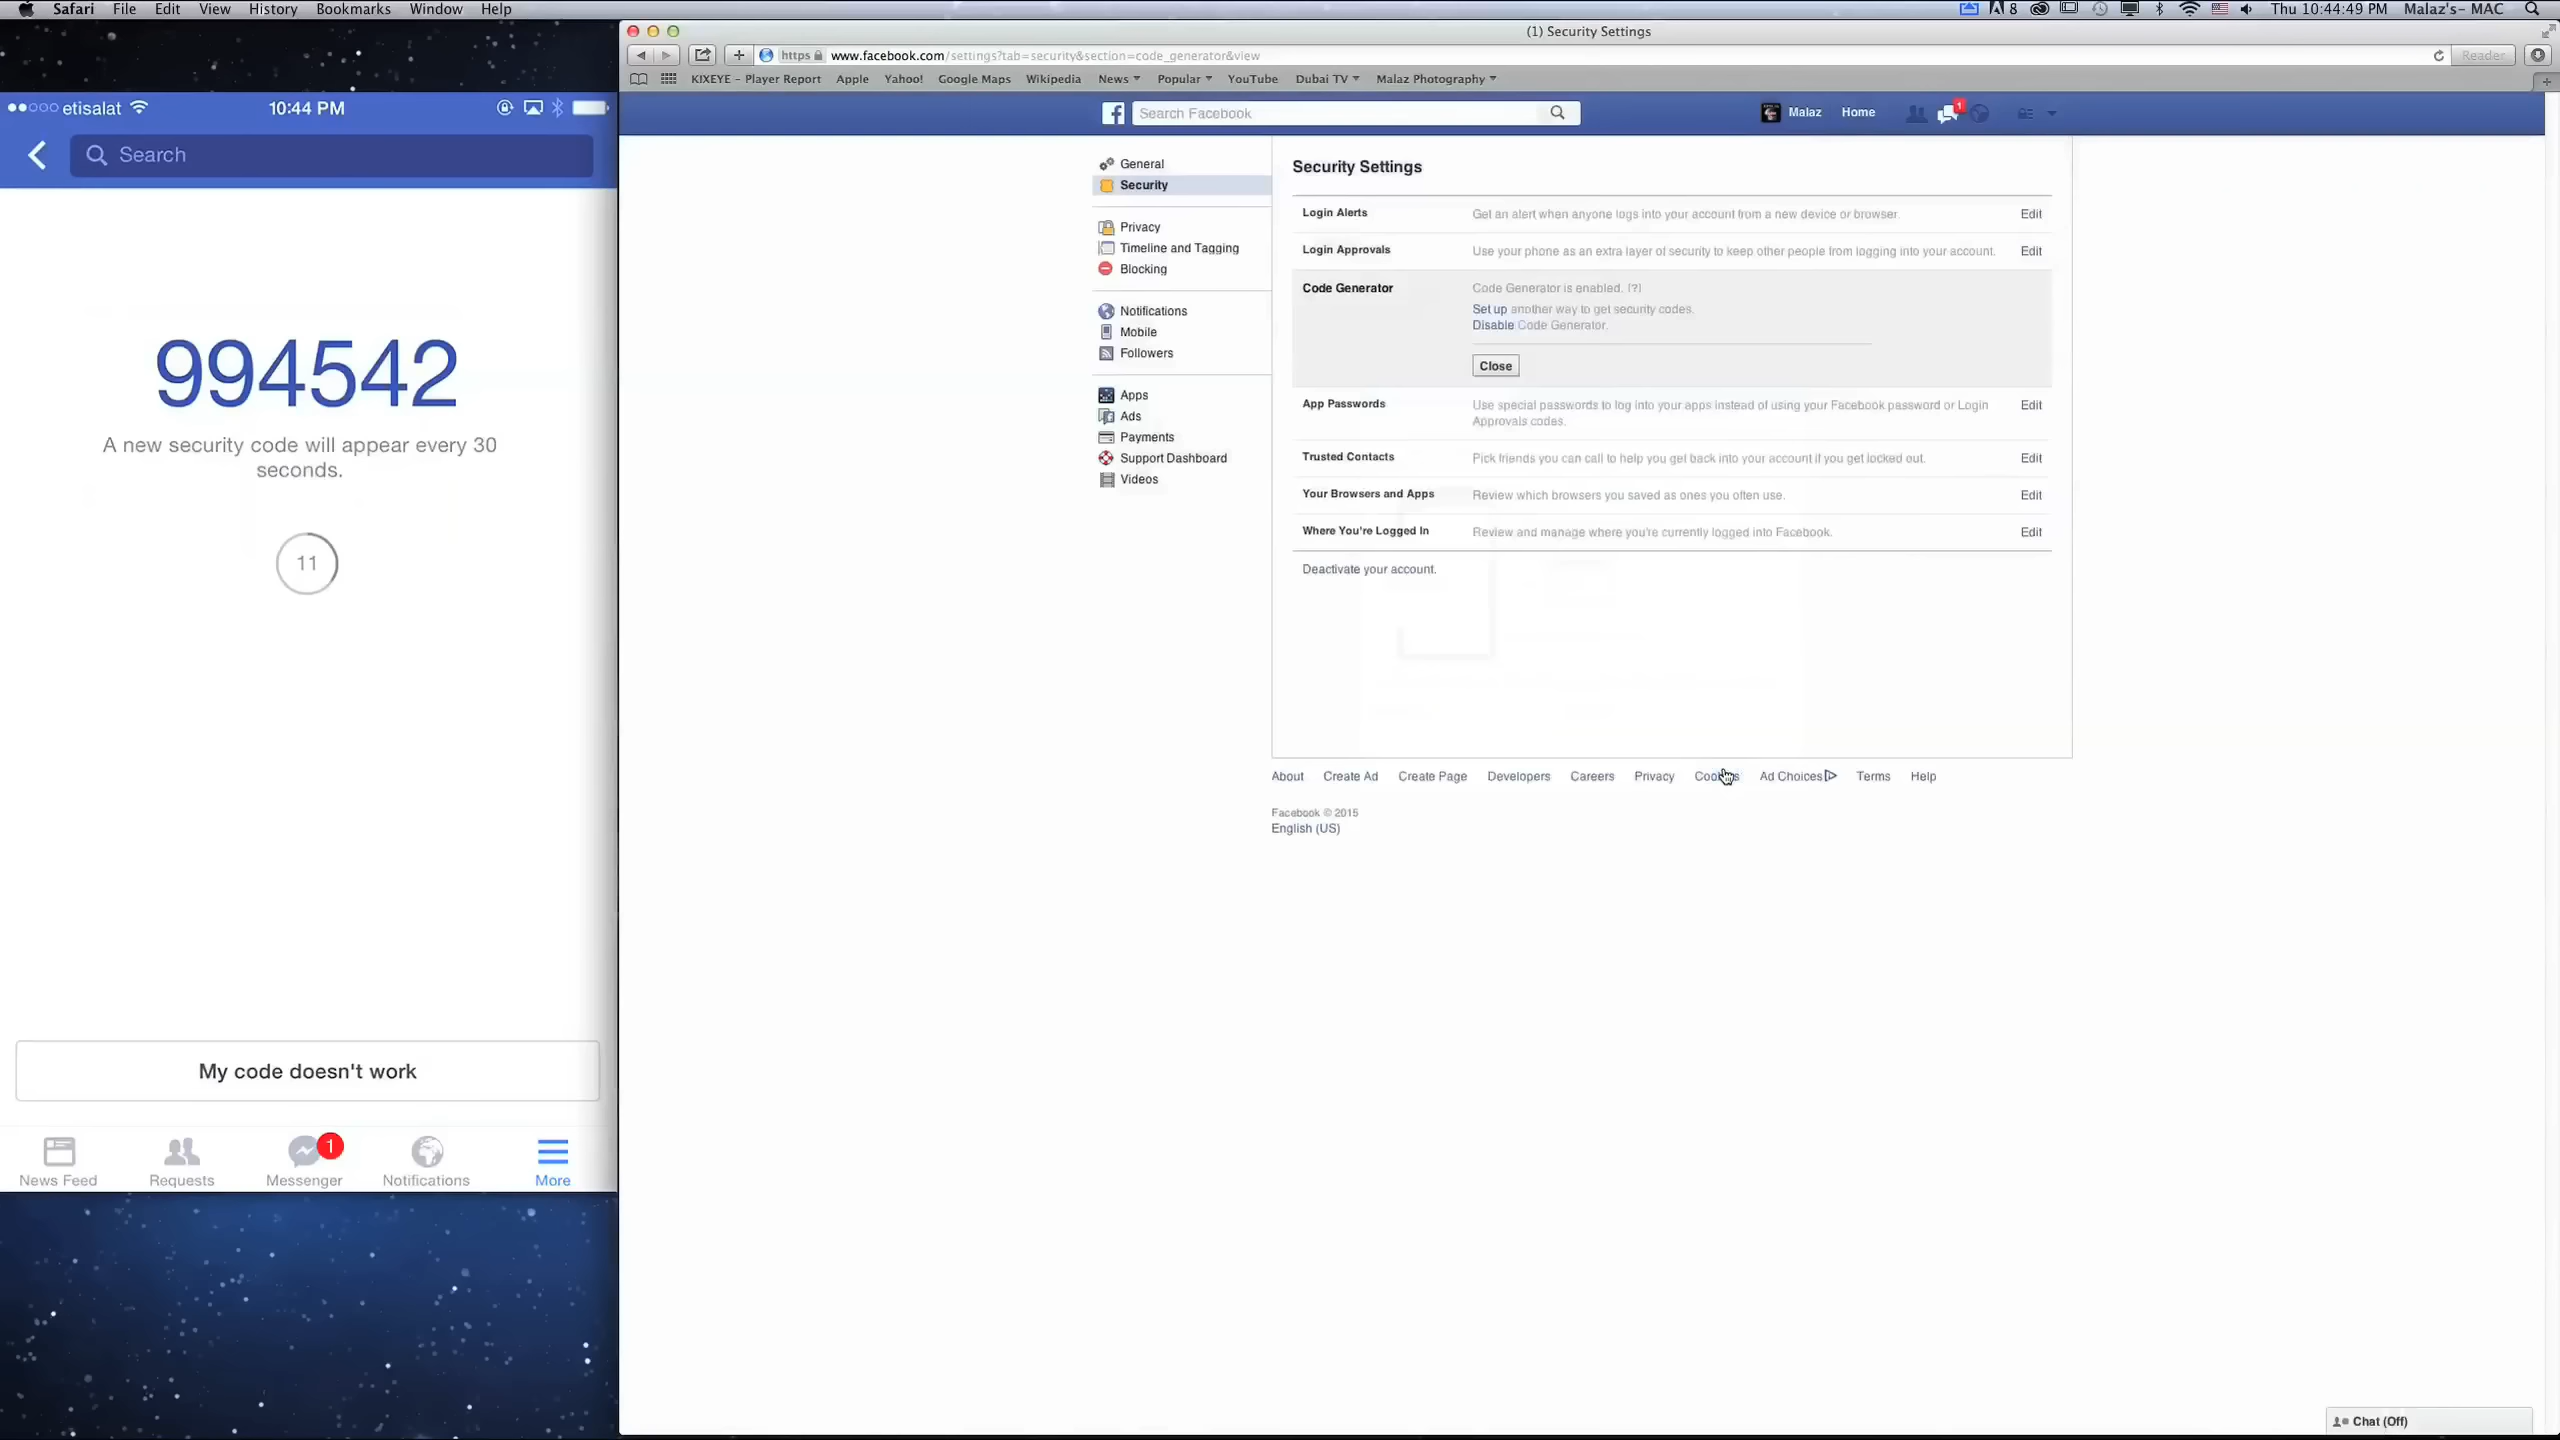 Safari File Edit View History Bookmarks Window Help
8 Thu 10:44:49 PM Malaz's- MAC
etisalat 10:44 PM
Search
994542
A new security code will appear every 30
seconds.
11
My code doesn't work
News Feed Requests Messenger 1 Notifications More
(1) Security Settings
https www.facebook.com/settings?tab=security&section=code_generator&view Reader
KIXEYE – Player Report Apple Yahoo! Google Maps Wikipedia News Popular YouTube Dubai TV Malaz Photography
Search Facebook Malaz Home 1
General
Security
Privacy
Timeline and Tagging
Blocking
Notifications
Mobile
Followers
Apps
Ads
Payments
Support Dashboard
Videos
Security Settings
Login Alerts Get an alert when anyone logs into your account from a new device or browser. Edit
Login Approvals Use your phone as an extra layer of security to keep other people from logging into your account. Edit
Code Generator Code Generator is enabled. [?]
Set up another way to get security codes.
Disable Code Generator.
Close
App Passwords Use special passwords to log into your apps instead of using your Facebook password or Login Edit
Approvals codes.
Trusted Contacts Pick friends you can call to help you get back into your account if you get locked out. Edit
Your Browsers and Apps Review which browsers you saved as ones you often use. Edit
Where You're Logged In Review and manage where you're currently logged into Facebook. Edit
Deactivate your account.
About Create Ad Create Page Developers Careers Privacy Cookies Ad Choices Terms Help
Facebook © 2015
English (US)
Chat (Off)